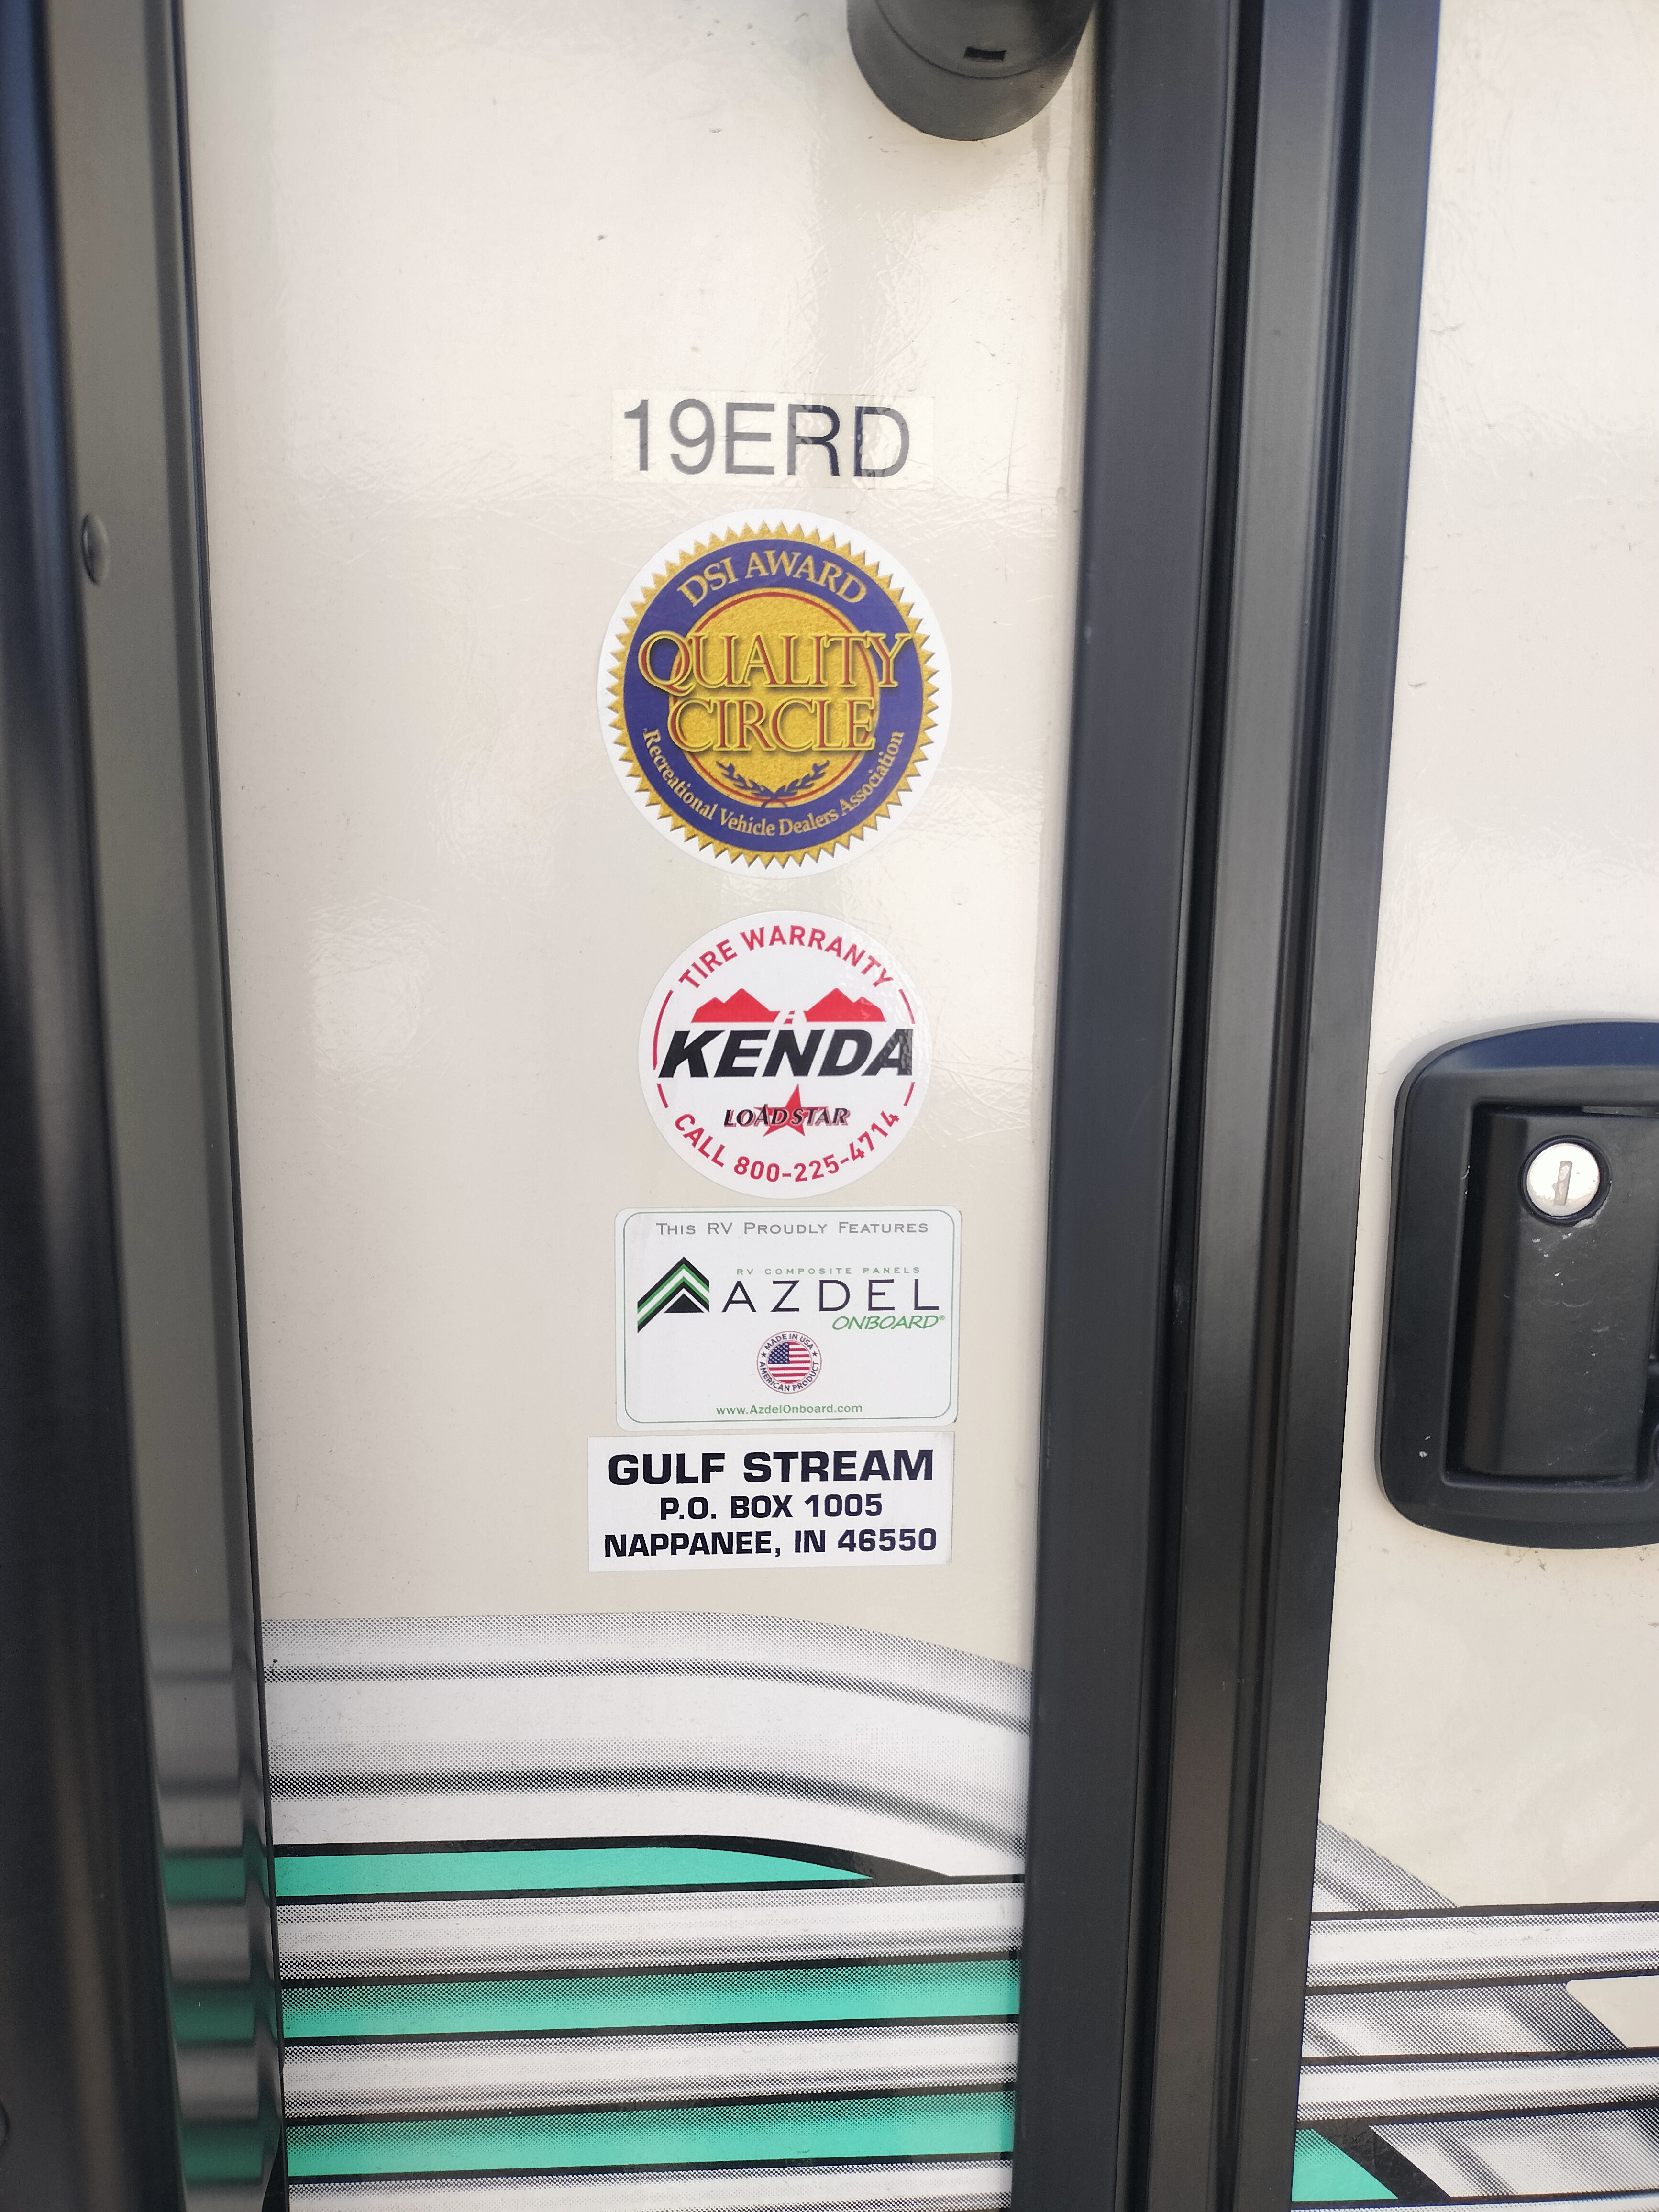 19ERD
DSI AWARD
QUALITY
CIRCLE
Recreational Vehicle Dealers Association
TIRE WARRANTY
KENDA
LOADSTAR
CALL 800-225-4714
THIS RV PROUDLY FEATURES
RV COMPOSITE PANELS
AZDEL
ONBOARD®
MADE IN USA
AMERICAN PRODUCT
www.AzdelOnboard.com
GULF STREAM
P.O. BOX 1005
NAPPANEE, IN 46550